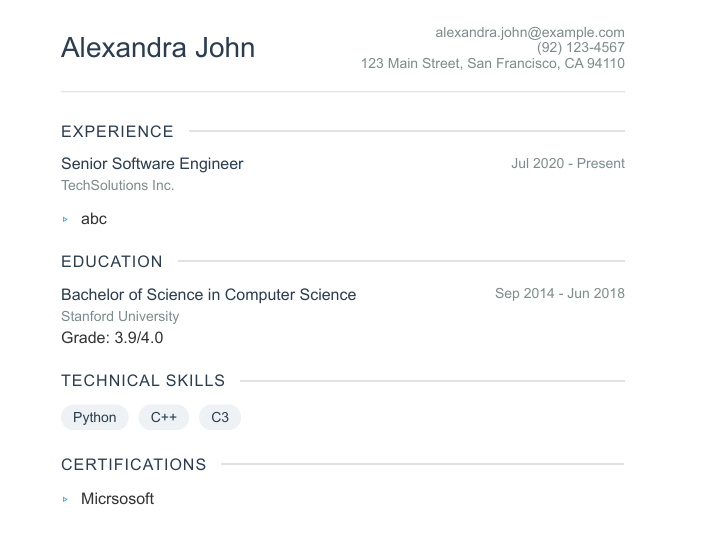 Alexandra John
alexandra.john@example.com
(92) 123-4567
123 Main Street, San Francisco, CA 94110
EXPERIENCE
Senior Software Engineer
Jul 2020 - Present
TechSolutions Inc.
abc
EDUCATION
Bachelor of Science in Computer Science
Sep 2014 - Jun 2018
Stanford University
Grade: 3.9/4.0
TECHNICAL SKILLS
Python C++ C3
CERTIFICATIONS
Micrsosoft